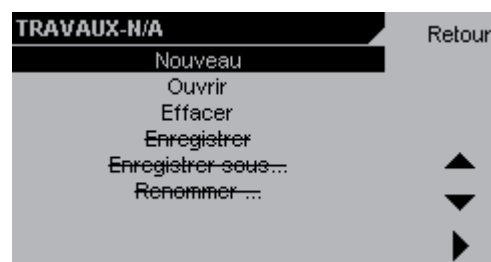 TRAVAUX-N/A
Retour
Nouveau
Ouvrir
Effacer
Enregistrer
Enregistrer sous...
Renommer ...